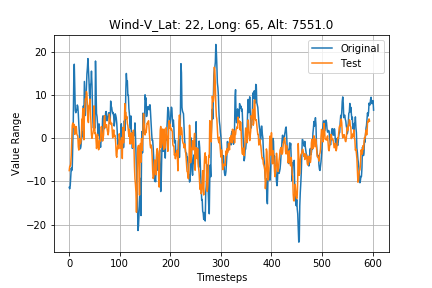 Wind-V_Lat: 22, Long: 65, Alt: 7551.0
Original
Test
Value Range
20
10
0
−10
−20
0 100 200 300 400 500 600
Timesteps